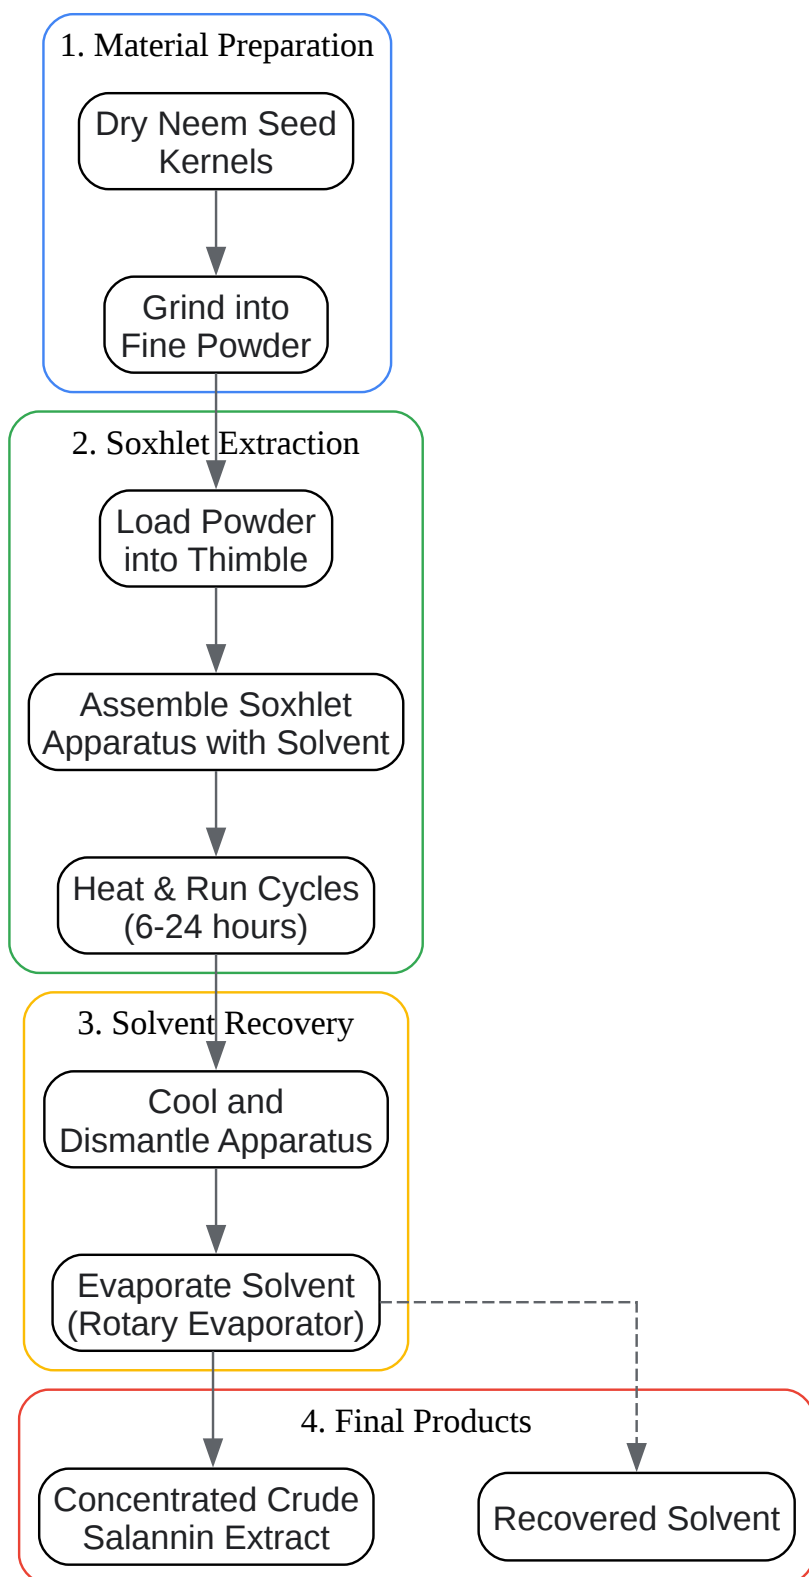 1. Material Preparation
Dry Neem Seed
Kernels
Grind into
Fine Powder
2. Soxhlet Extraction
Load Powder
into Thimble
Assemble Soxhlet
Apparatus with Solvent
Heat & Run Cycles
(6-24 hours)
3. Solvent Recovery
Cool and
Dismantle Apparatus
Evaporate Solvent
(Rotary Evaporator)
4. Final Products
Concentrated Crude
Salannin Extract
Recovered Solvent